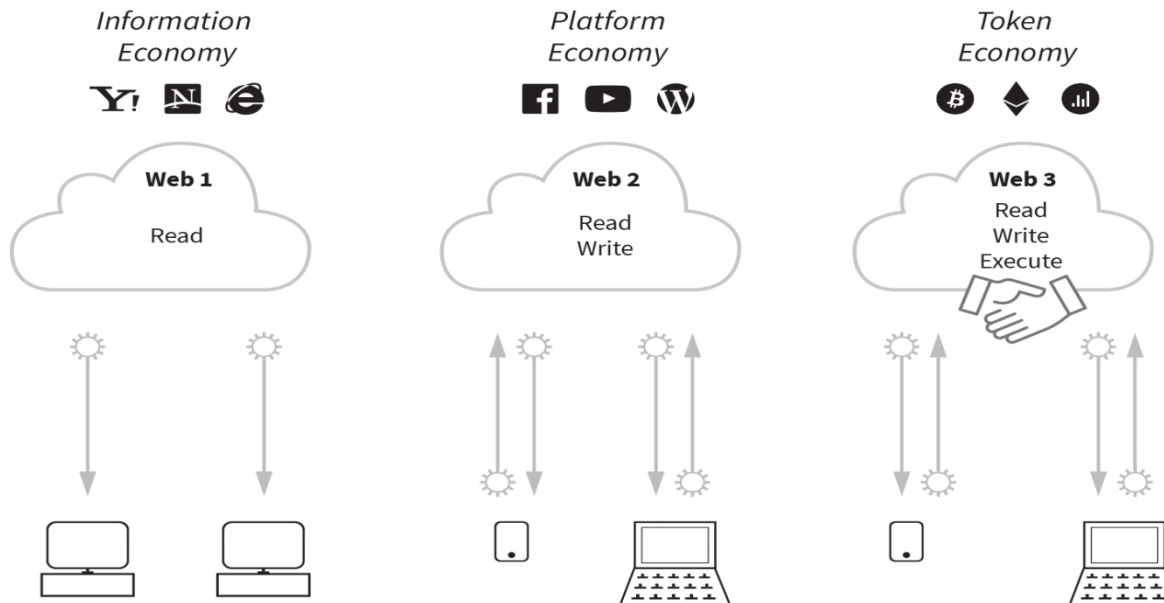 Information
Economy
Y!
N
e
Web 1
Read
Platform
Economy
f
W
Web 2
Read
Write
Token
Economy
₿
Web 3
Read
Write
Execute